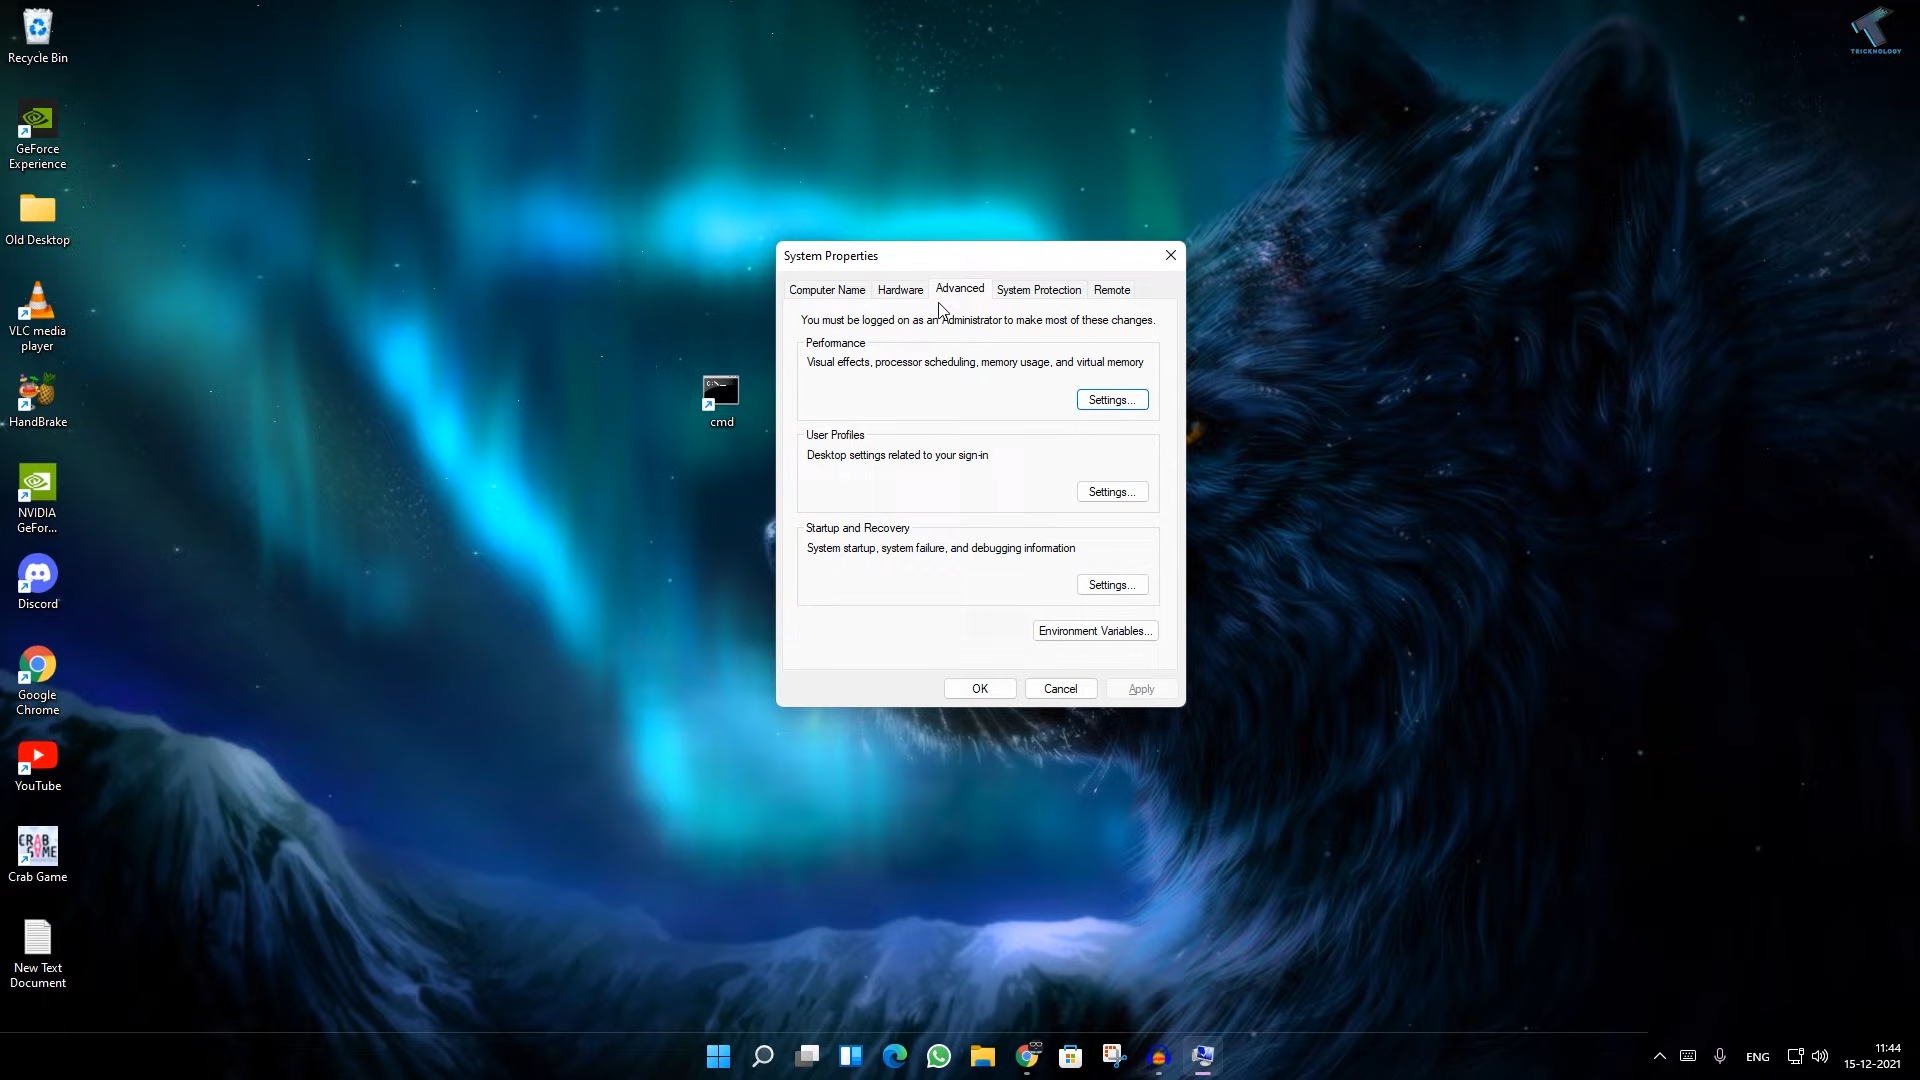 Recycle Bin
GeForce
Experience
Old Desktop
VLC media
player
HandBrake
NVIDIA
GeFor...
Discord
Google
Chrome
YouTube
CRAB
GAME
Crab Game
New Text
Document
C:\_
cmd
TRICKNOLOGY
System Properties
Computer Name Hardware Advanced System Protection Remote
You must be logged on as an Administrator to make most of these changes.
Performance
Visual effects, processor scheduling, memory usage, and virtual memory
Settings...
User Profiles
Desktop settings related to your sign-in
Settings...
Startup and Recovery
System startup, system failure, and debugging information
Settings...
Environment Variables...
OK Cancel Apply
ENG
11:44
15-12-2021